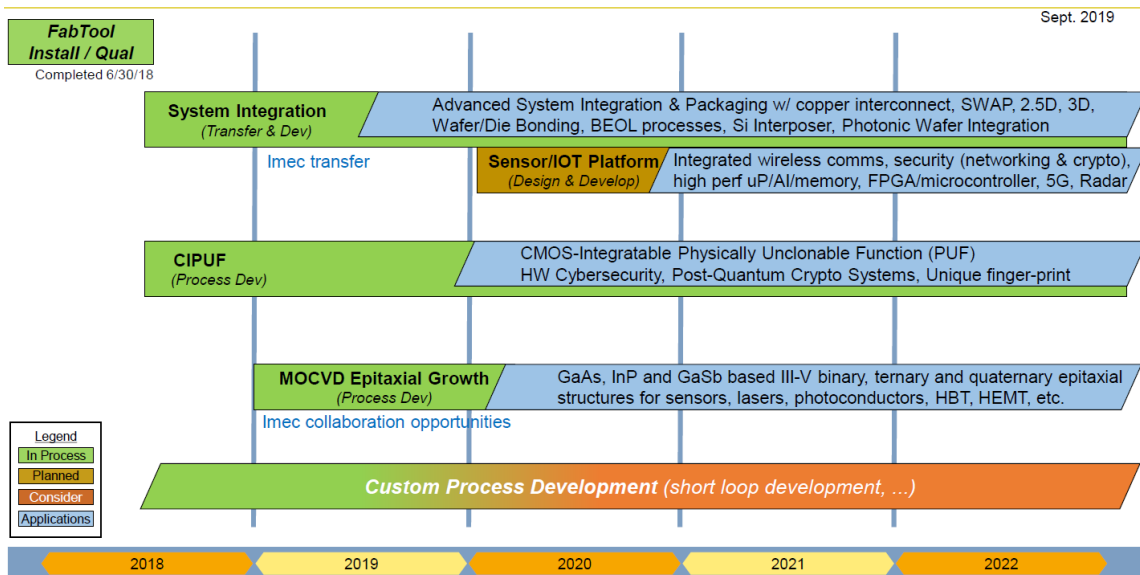 Sept. 2019
FabTool
Install / Qual
Completed 6/30/18
System Integration
(Transfer & Dev)
Advanced System Integration & Packaging w/ copper interconnect, SWAP, 2.5D, 3D,
Wafer/Die Bonding, BEOL processes, Si Interposer, Photonic Wafer Integration
Imec transfer
Sensor/IOT Platform
(Design & Develop)
Integrated wireless comms, security (networking & crypto),
high perf uP/AI/memory, FPGA/microcontroller, 5G, Radar
CIPUF
(Process Dev)
CMOS-Integratable Physically Unclonable Function (PUF)
HW Cybersecurity, Post-Quantum Crypto Systems, Unique finger-print
MOCVD Epitaxial Growth
(Process Dev)
GaAs, InP and GaSb based III-V binary, ternary and quaternary epitaxial
structures for sensors, lasers, photoconductors, HBT, HEMT, etc.
Imec collaboration opportunities
Legend
In Process
Planned
Consider
Applications
Custom Process Development (short loop development, ...)
2018
2019
2020
2021
2022